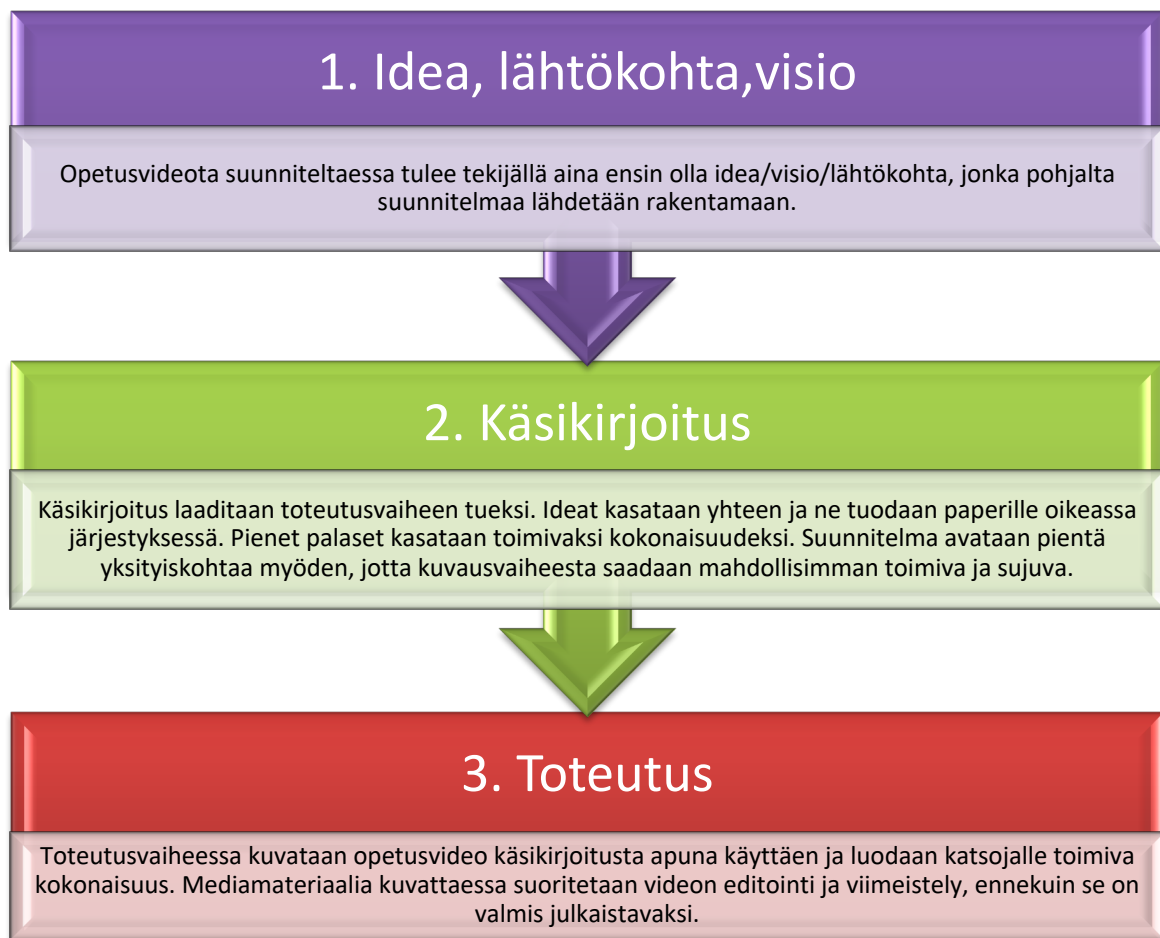 1. Idea, lähtökohta,visio
Opetusvideota suunniteltaessa tulee tekijällä aina ensin olla idea/visio/lähtökohta, jonka pohjalta
suunnitelmaa lähdetään rakentamaan.
2. Käsikirjoitus
Käsikirjoitus laaditaan toteutusvaiheen tueksi. Ideat kasataan yhteen ja ne tuodaan paperille oikeassa
järjestyksessä. Pienet palaset kasataan toimivaksi kokonaisuudeksi. Suunnitelma avataan pientä
yksityiskohtaa myöden, jotta kuvausvaiheesta saadaan mahdollisimman toimiva ja sujuva.
3. Toteutus
Toteutusvaiheessa kuvataan opetusvideo käsikirjoitusta apuna käyttäen ja luodaan katsojalle toimiva
kokonaisuus. Mediamateriaalia kuvattaessa suoritetaan videon editointi ja viimeistely, ennekuin se on
valmis julkaistavaksi.